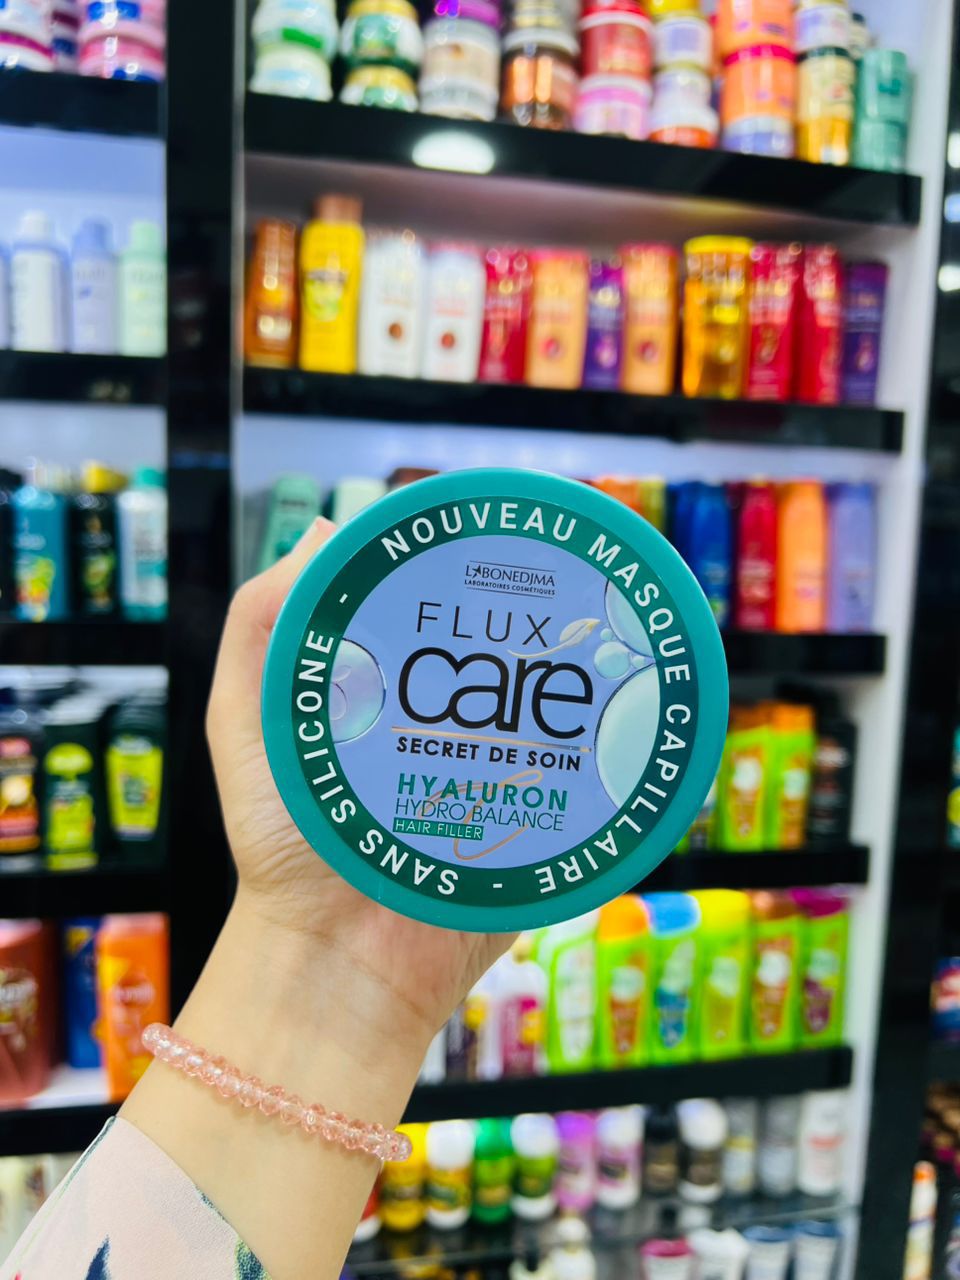 NOUVEAU MASQUE CAPILLAIRE - SANS SILICONE -
LABONEDJMA
LABORATOIRES COSMÉTIQUES
FLUX
care
SECRET DE SOIN
HYALURON
HYDRO BALANCE
HAIR FILLER